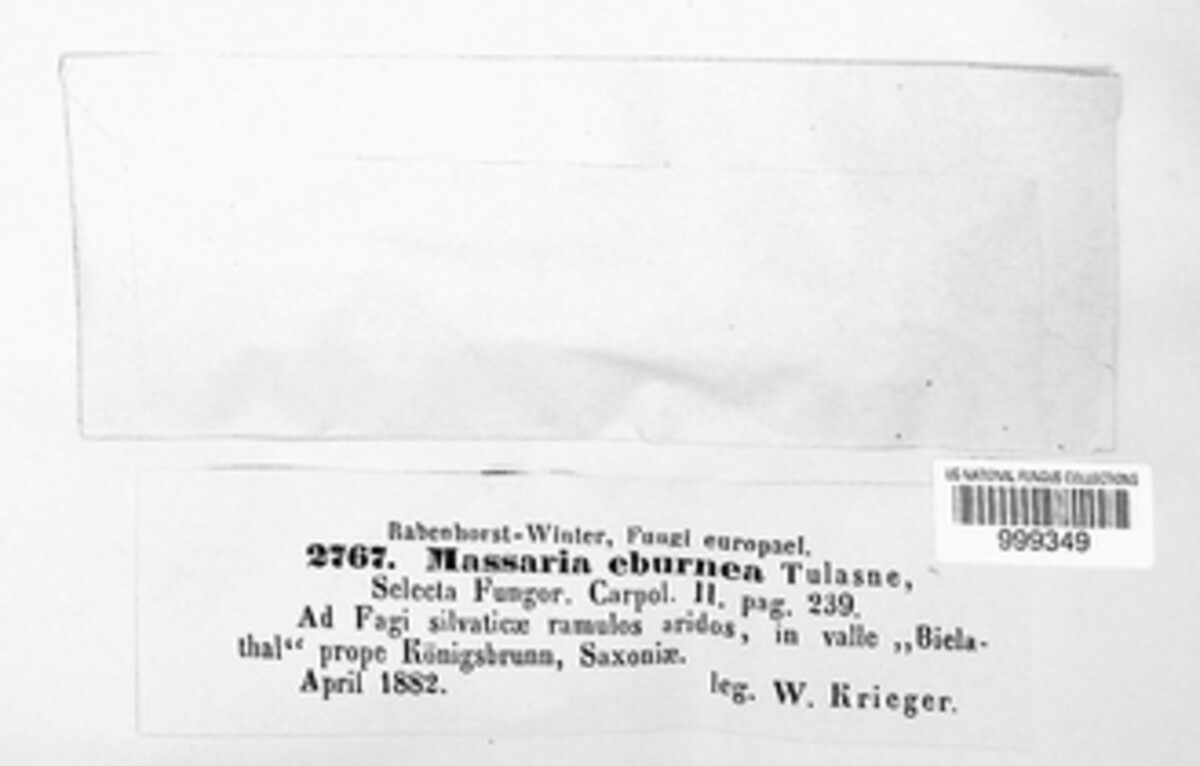 US NATIONAL FUNGUS COLLECTIONS
999349
Rabenhorst-Winter, Fungi europaei.
2767. Massaria eburnea Tulasne,
Selecta Fungor. Carpol. II. pag. 239.
Ad Fagi silvaticæ ramulos aridos, in valle „Biela-
thal“ prope Königsbrunn, Saxoniæ.
April 1882. leg. W. Krieger.